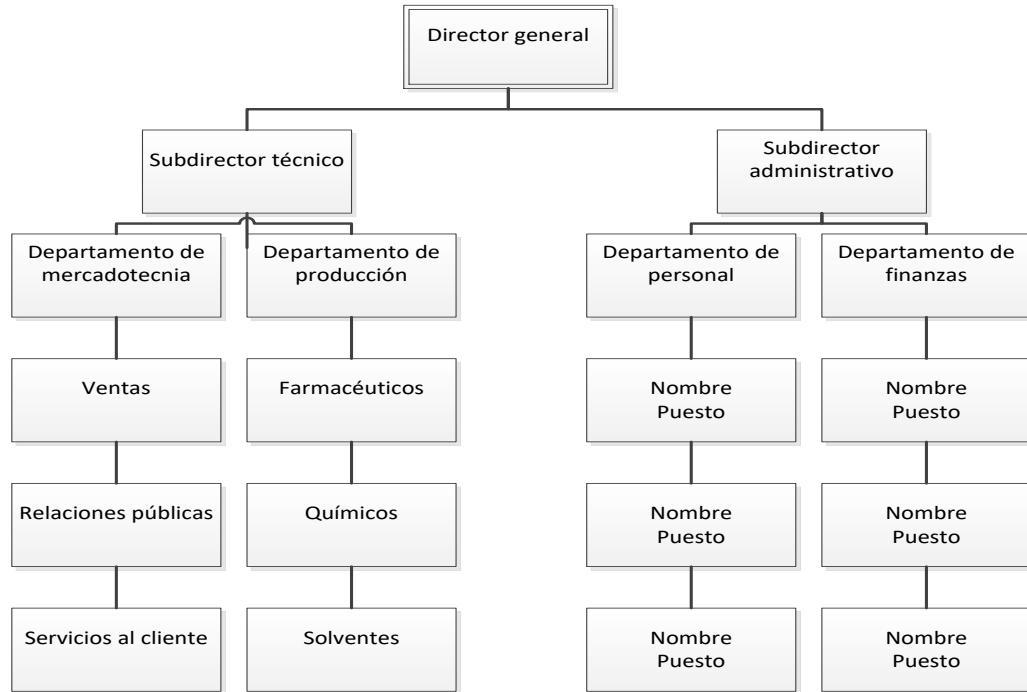 Director general
Subdirector técnico
Subdirector
administrativo
Departamento de
mercadotecnia
Departamento de
producción
Departamento de
personal
Departamento de
finanzas
Ventas
Farmacéuticos
Nombre
Puesto
Nombre
Puesto
Relaciones públicas
Químicos
Nombre
Puesto
Nombre
Puesto
Servicios al cliente
Solventes
Nombre
Puesto
Nombre
Puesto